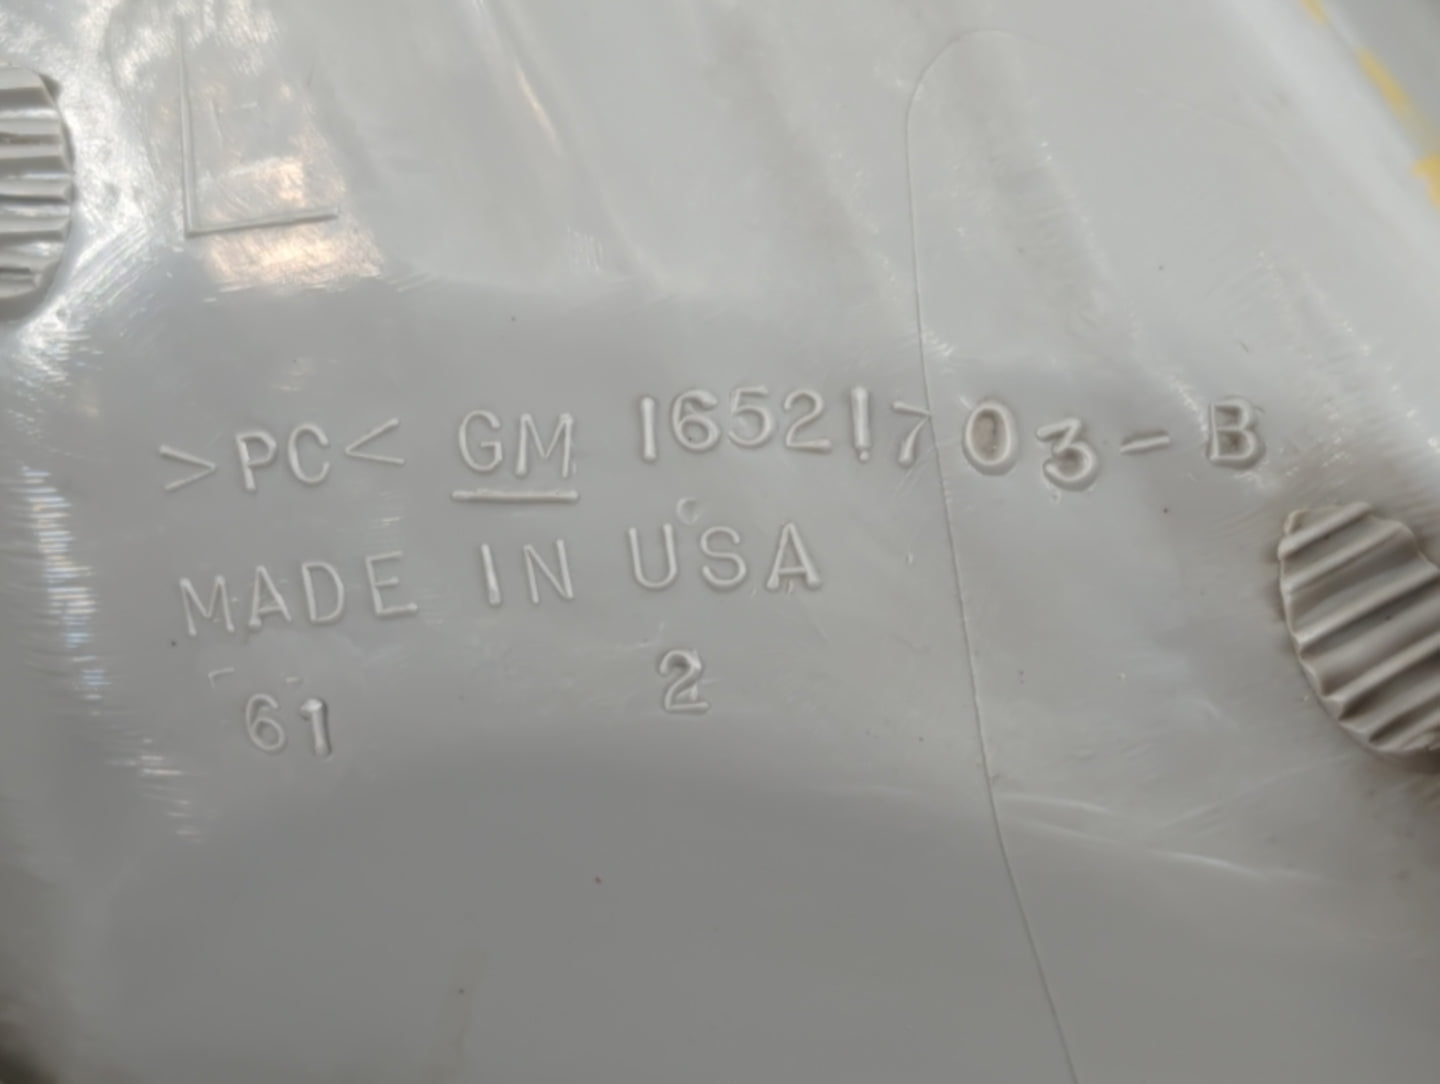 >PC< GM 16521703-B
MADE IN USA
61 2